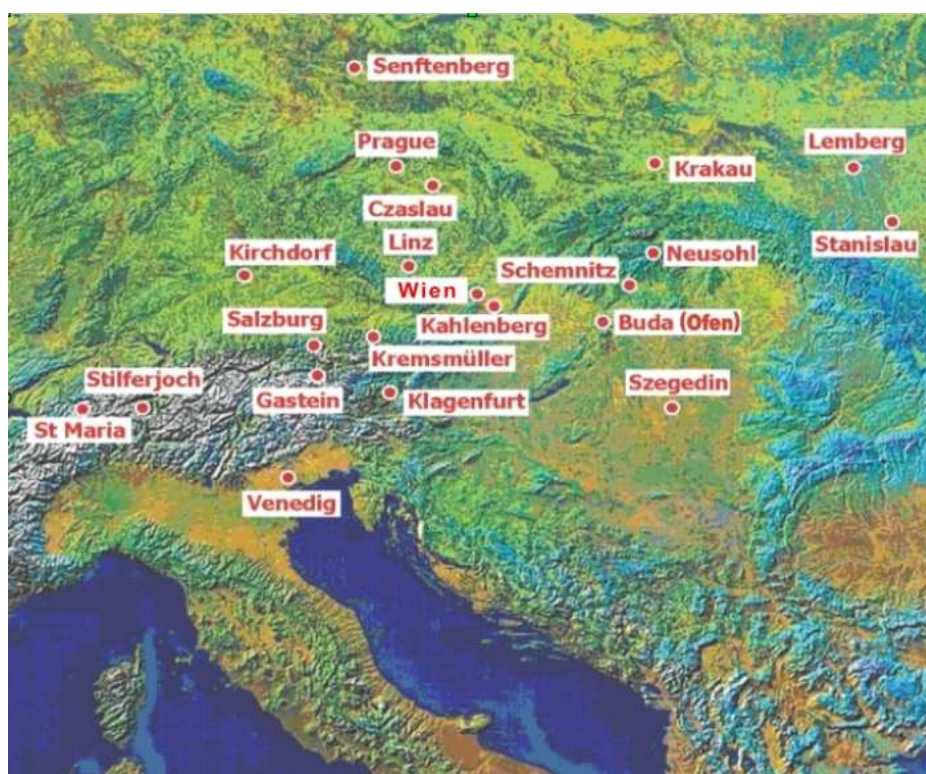 Senftenberg
Prague
Krakau
Lemberg
Czaslau
Stanislau
Linz
Kirchdorf
Neusohl
Schemnitz
Wien
Kahlenberg
Buda (Ofen)
Salzburg
Kremsmüller
Stilferjoch
Gastein
Klagenfurt
Szegedin
St Maria
Venedig